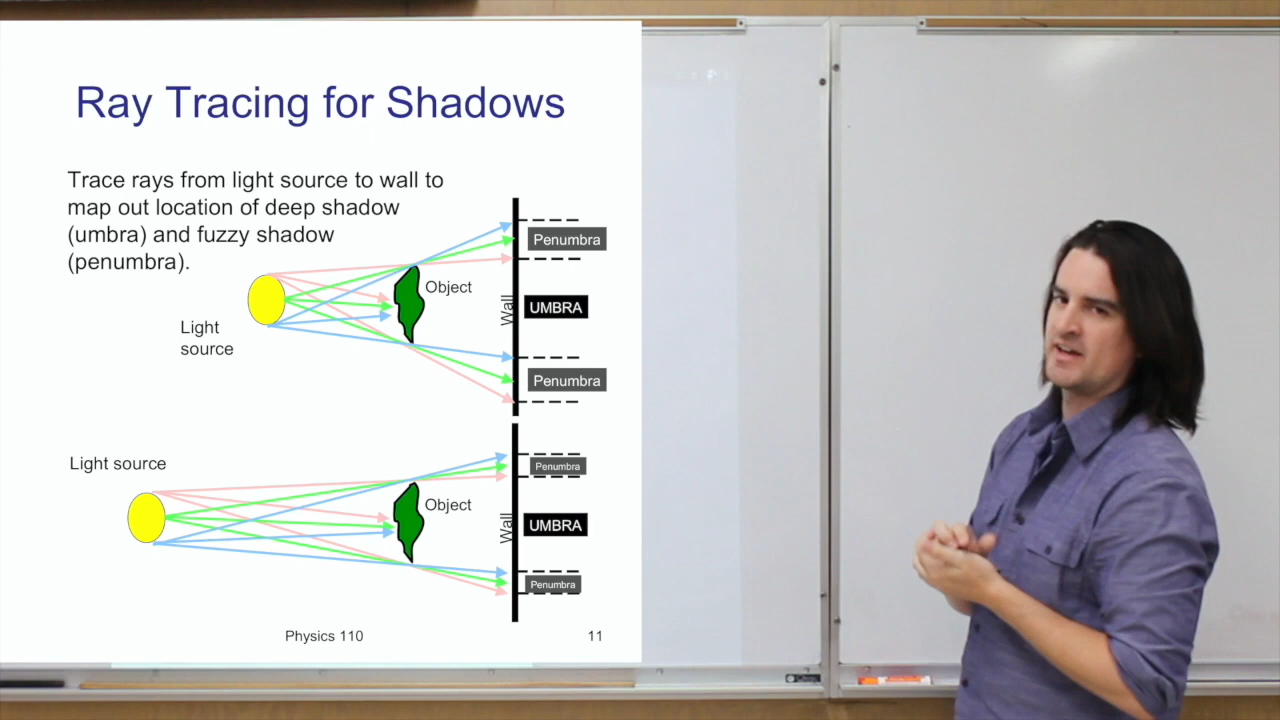 Ray Tracing for Shadows
Trace rays from light source to wall to
map out location of deep shadow
(umbra) and fuzzy shadow
(penumbra).
Light
source
Object
Wall
Penumbra
UMBRA
Penumbra
Light source
Object
Wall
Penumbra
UMBRA
Penumbra
Physics 110
11